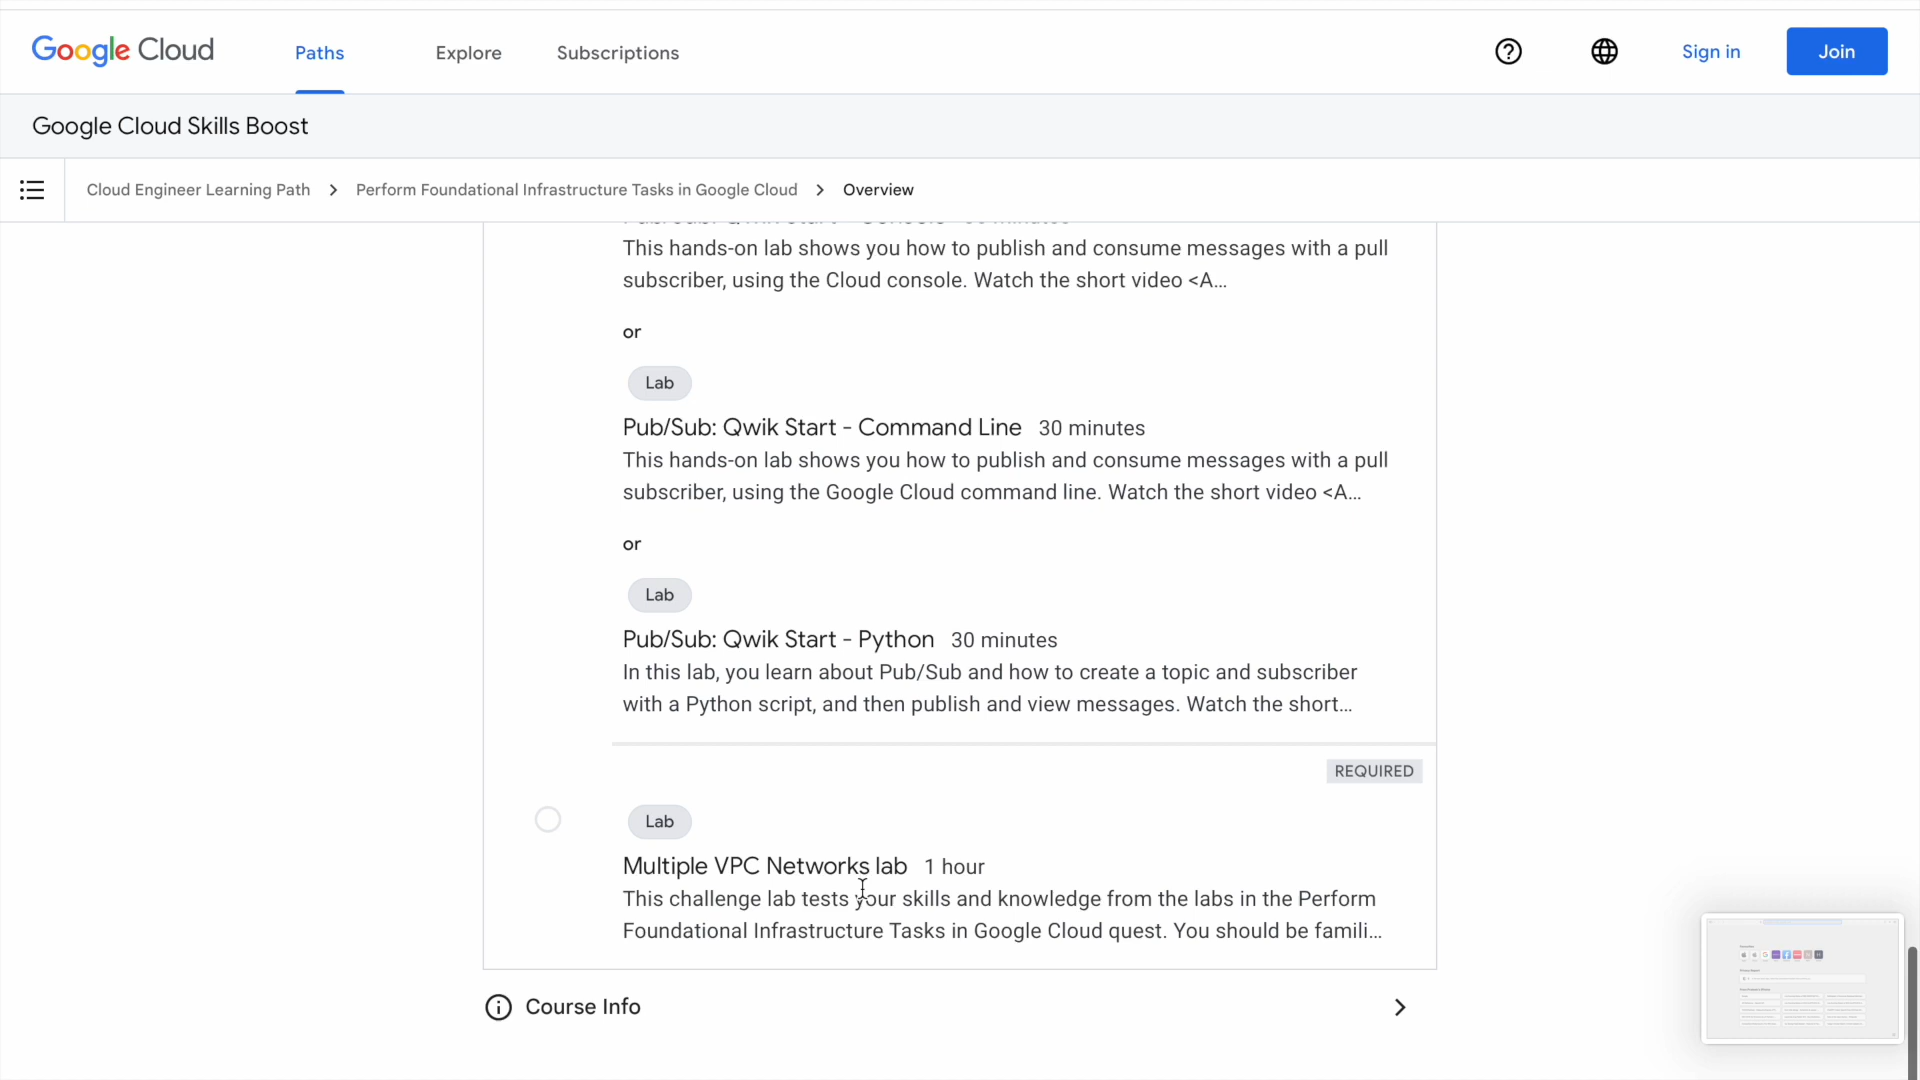 Google Cloud
Paths
Explore
Subscriptions
Sign in
Join
Google Cloud Skills Boost
Cloud Engineer Learning Path
Perform Foundational Infrastructure Tasks in Google Cloud
Overview
This hands-on lab shows you how to publish and consume messages with a pull
subscriber, using the Cloud console. Watch the short video <A...
or
Lab
Pub/Sub: Qwik Start - Command Line 30 minutes
This hands-on lab shows you how to publish and consume messages with a pull
subscriber, using the Google Cloud command line. Watch the short video <A...
or
Lab
Pub/Sub: Qwik Start - Python 30 minutes
In this lab, you learn about Pub/Sub and how to create a topic and subscriber
with a Python script, and then publish and view messages. Watch the short...
REQUIRED
Lab
Multiple VPC Networks lab 1 hour
This challenge lab tests your skills and knowledge from the labs in the Perform
Foundational Infrastructure Tasks in Google Cloud quest. You should be famili...
Course Info